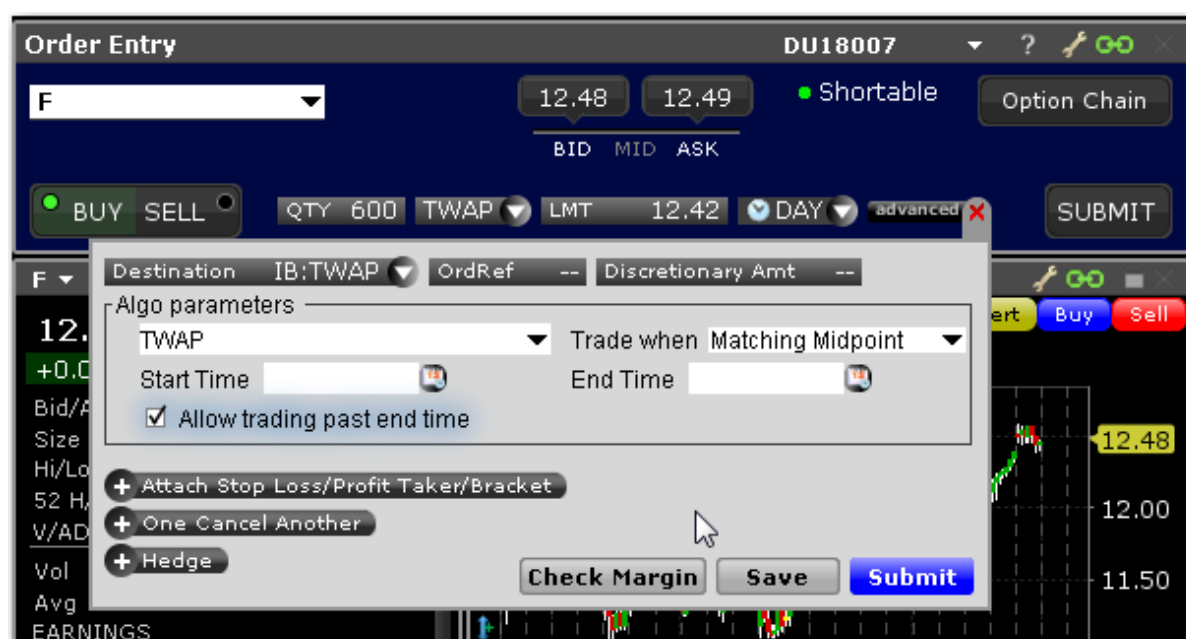 Order Entry DU18007 ?
F 12.48 12.49 Shortable Option Chain
BID MID ASK
BUY SELL QTY 600 TWAP LMT 12.42 DAY advanced SUBMIT
Destination IB:TWAP OrdRef -- Discretionary Amt --
F
Algo parameters
ert Buy Sell
12.
TWAP Trade when Matching Midpoint
+0.0
Start Time End Time
Bid/A
Allow trading past end time
Size
12.48
Hi/Lo
Attach Stop Loss/Profit Taker/Bracket
52 H
12.00
One Cancel Another
V/AD
Hedge
Vol
Check Margin Save Submit
11.50
Avg
EARNINGS